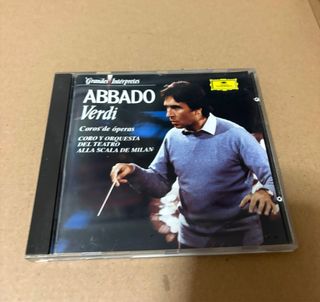 Grandes Intérpretes
ABBADO
Verdi
Coros de óperas
CORO Y ORQUESTA
DEL TEATRO
ALLA SCALA DE MILAN